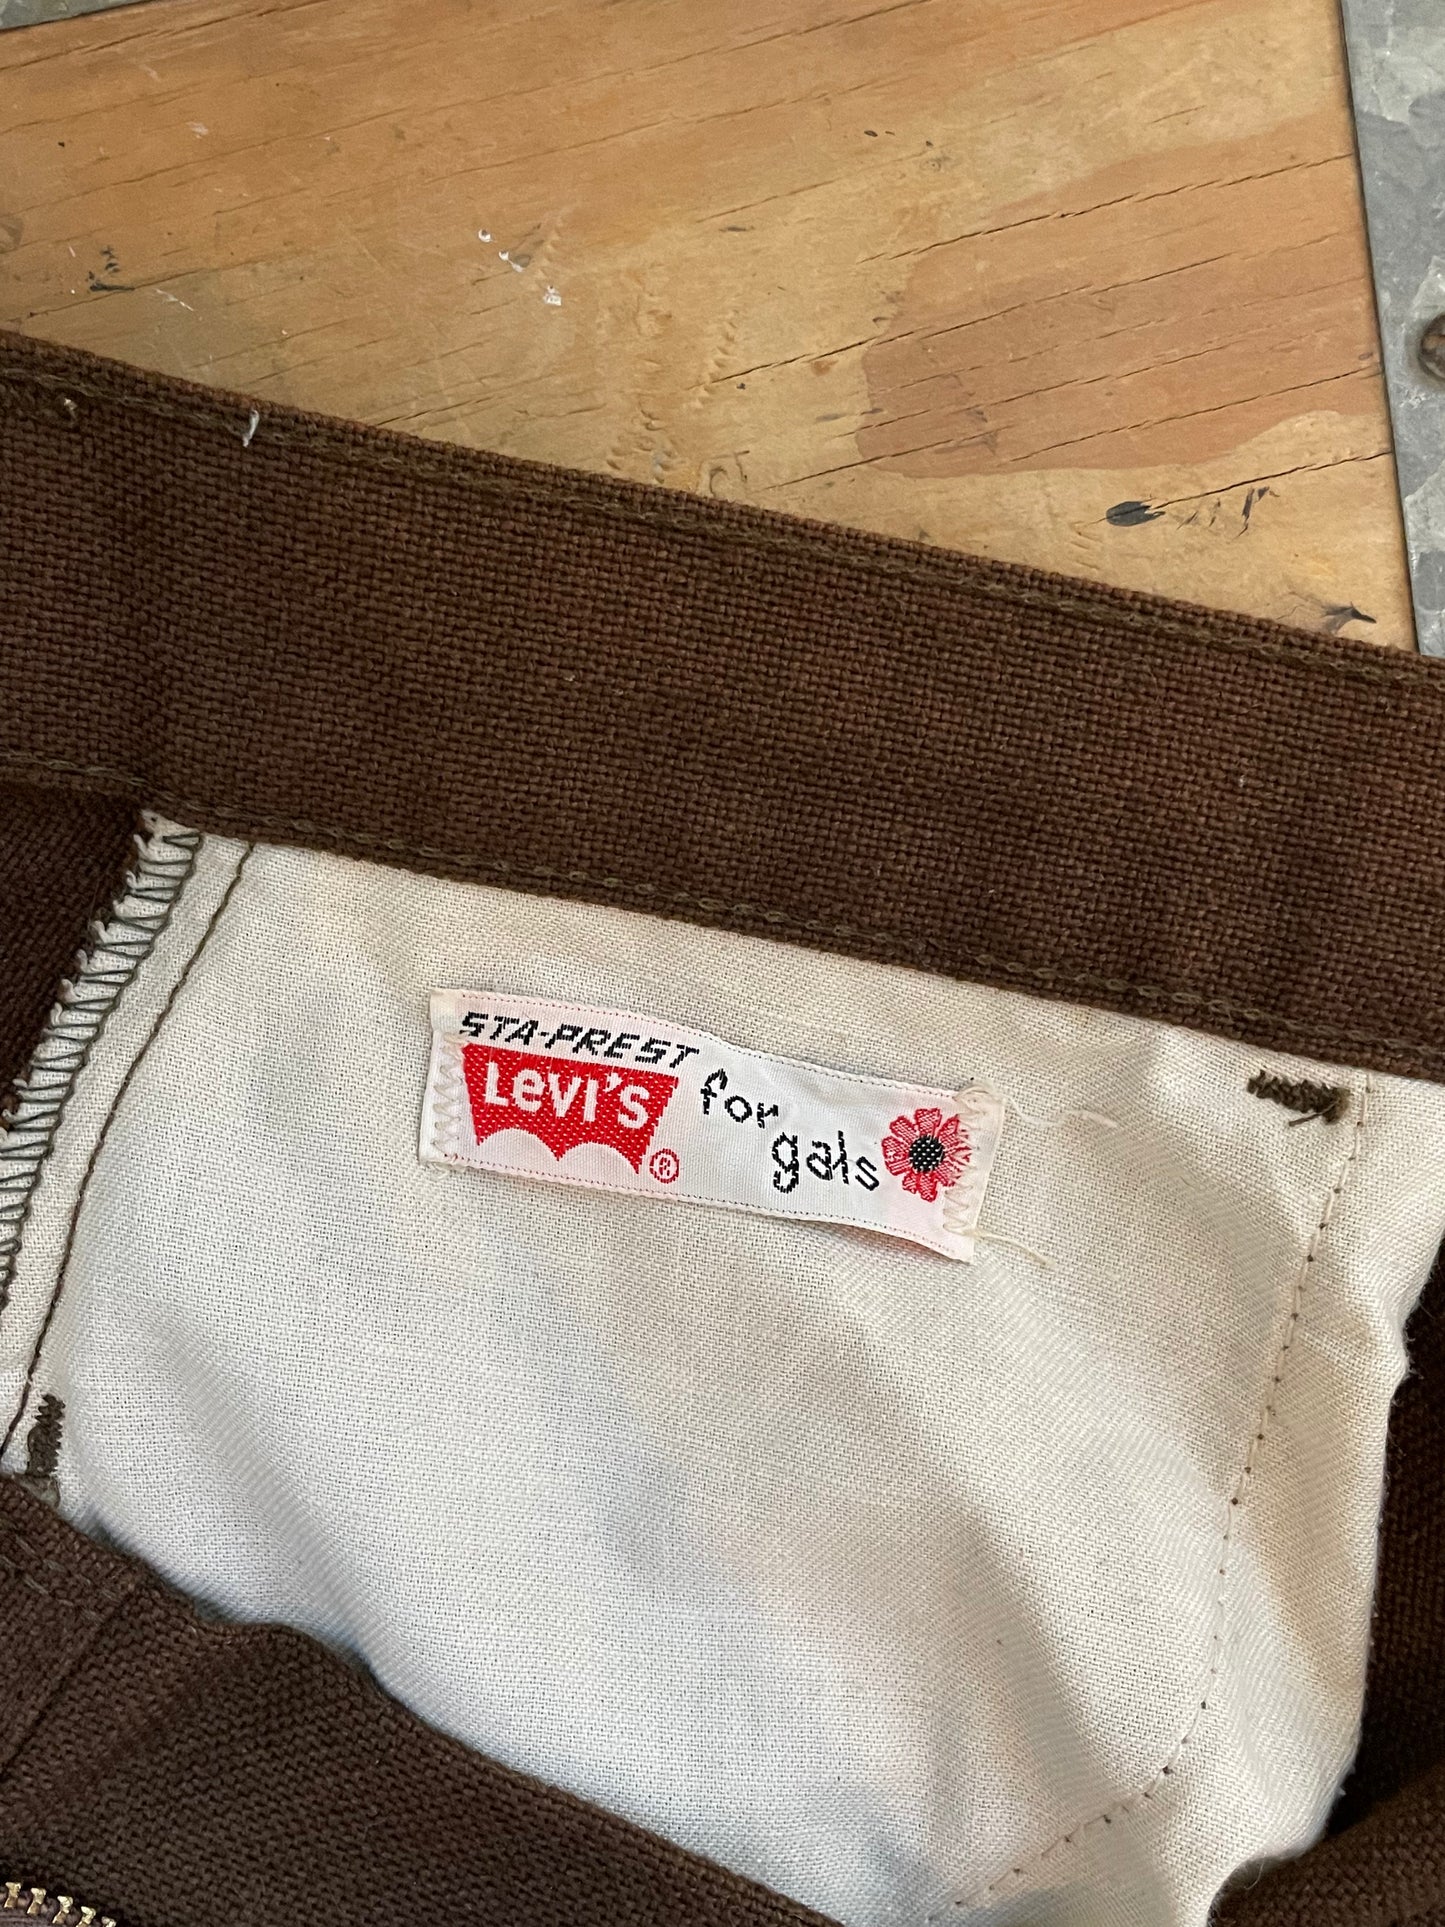 STA-PREST
Levi's for
® gals